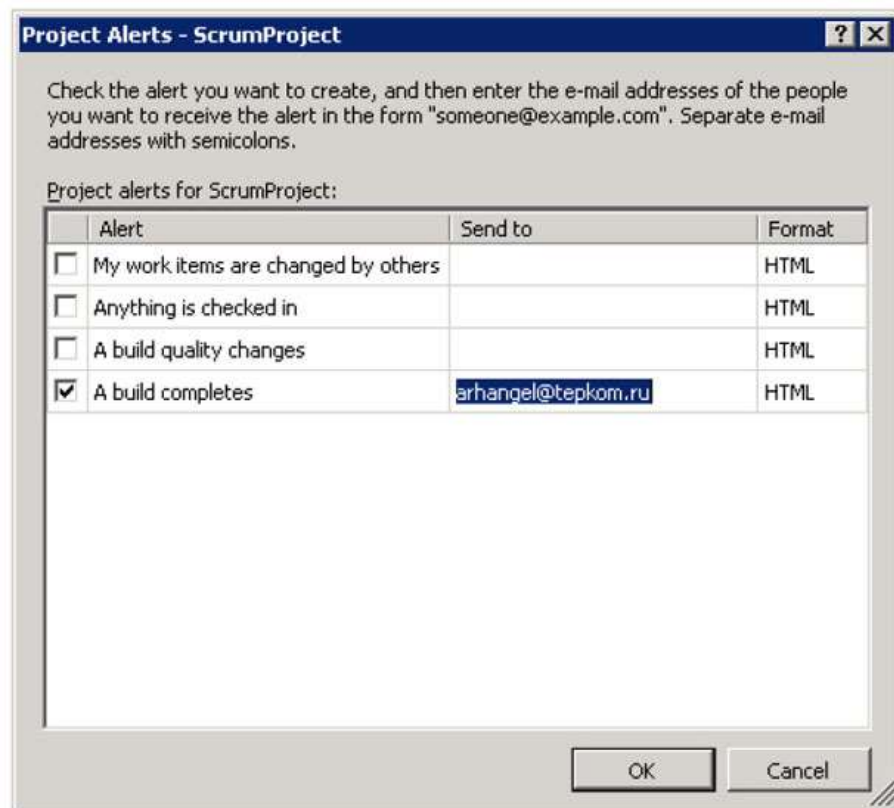 Project Alerts - ScrumProject
Check the alert you want to create, and then enter the e-mail addresses of the people
you want to receive the alert in the form "someone@example.com". Separate e-mail
addresses with semicolons.
Project alerts for ScrumProject:
Alert Send to Format
My work items are changed by others HTML
Anything is checked in HTML
A build quality changes HTML
A build completes arhangel@tepkom.ru HTML
OK Cancel